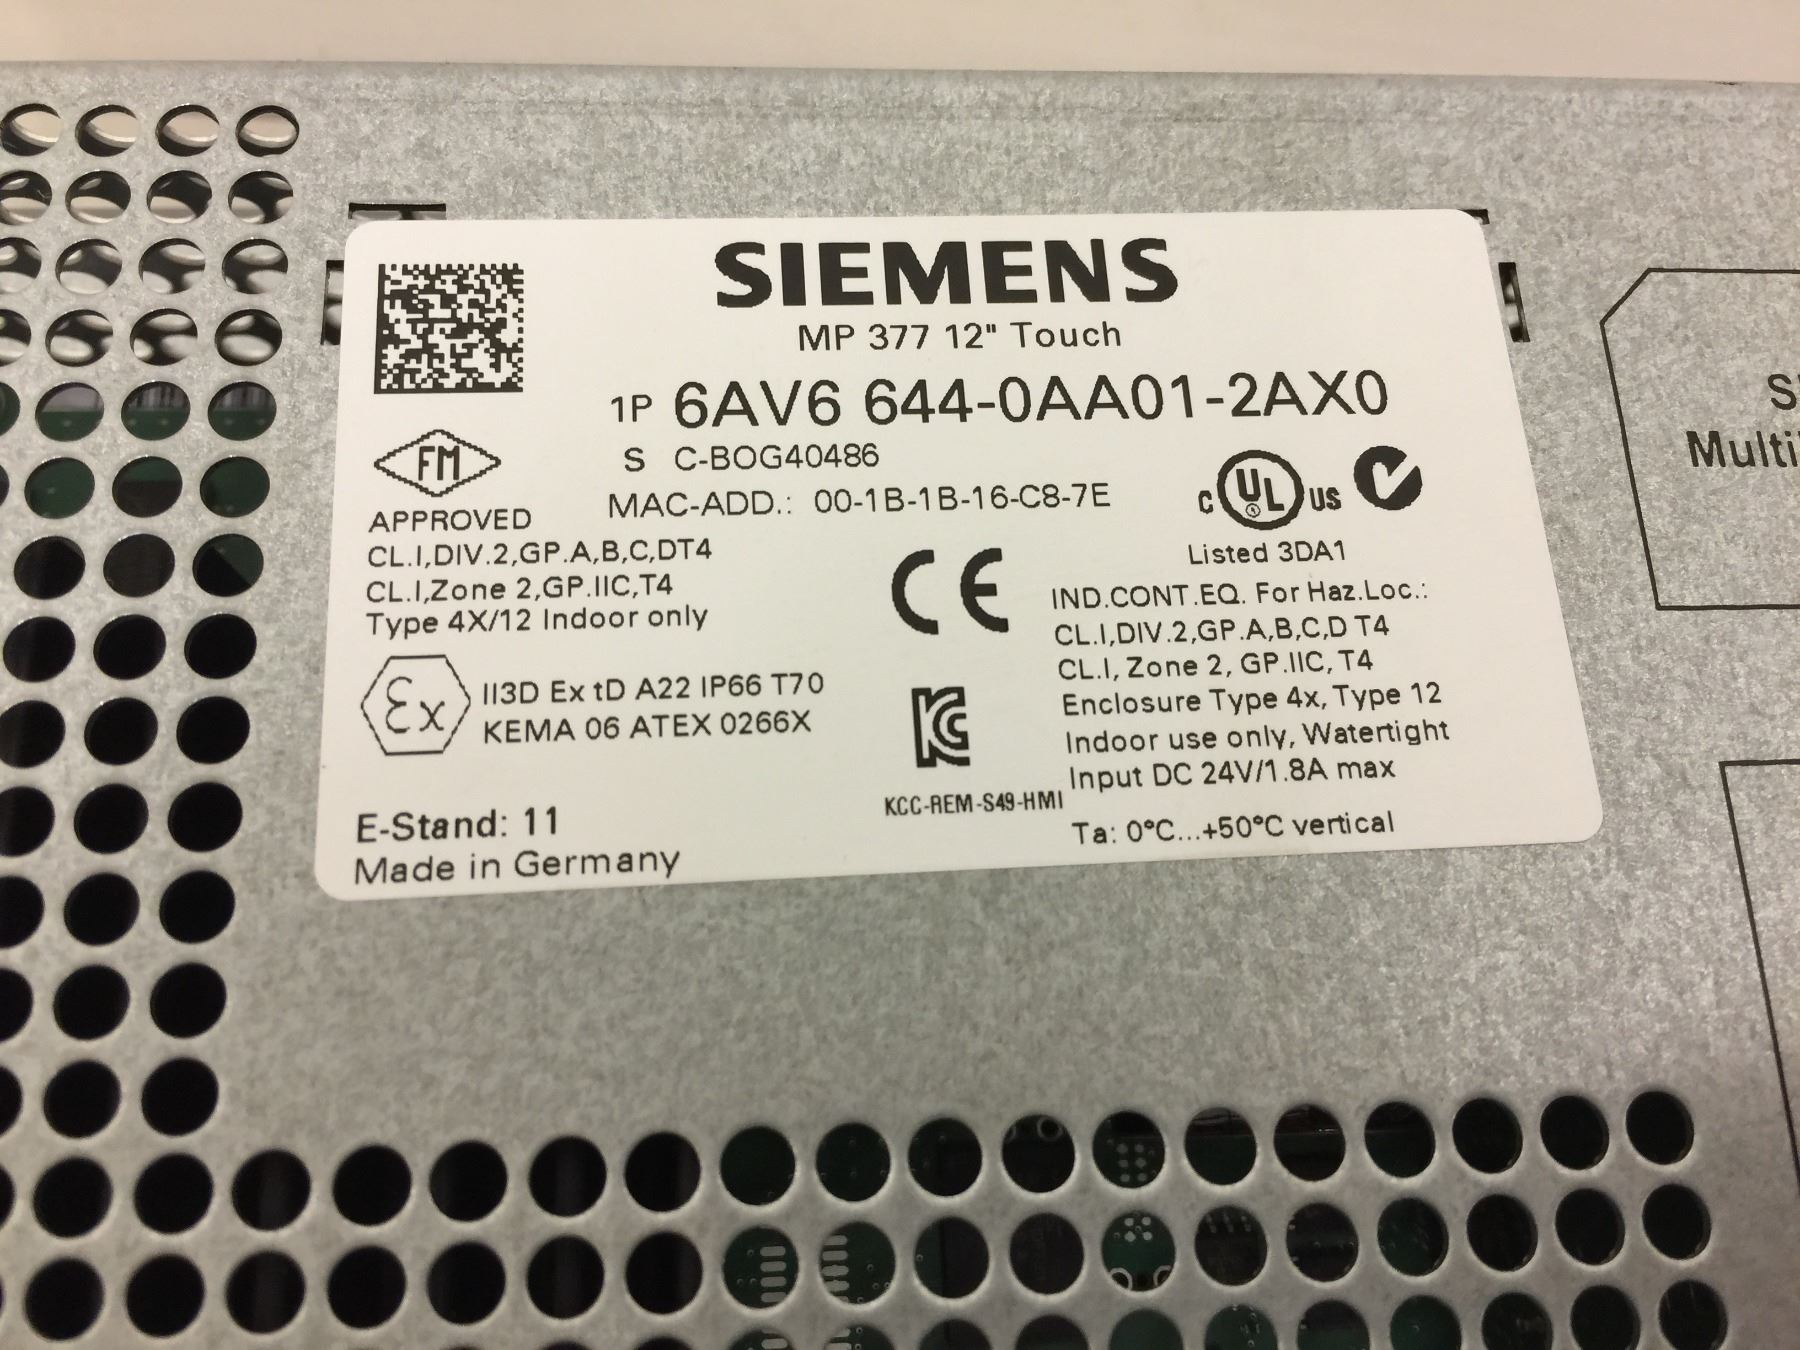 SIEMENS
MP 377 12" Touch
1P 6AV6 644-0AA01-2AX0
S C-BOG40486
MAC-ADD.: 00-1B-1B-16-C8-7E
FM
APPROVED
CL.I,DIV.2,GP.A,B,C,DT4
CL.I,Zone 2,GP.IIC,T4
Type 4X/12 Indoor only
Ex II3D Ex tD A22 IP66 T70
KEMA 06 ATEX 0266X
E-Stand: 11
Made in Germany
CE
KC
KCC-REM-S49-HMI
C UL US
Listed 3DA1
IND.CONT.EQ. For Haz.Loc.:
CL.I,DIV.2,GP.A,B,C,D T4
CL.I, Zone 2, GP.IIC, T4
Enclosure Type 4x, Type 12
Indoor use only, Watertight
Input DC 24V/1.8A max
Ta: 0°C...+50°C vertical
S
Multi